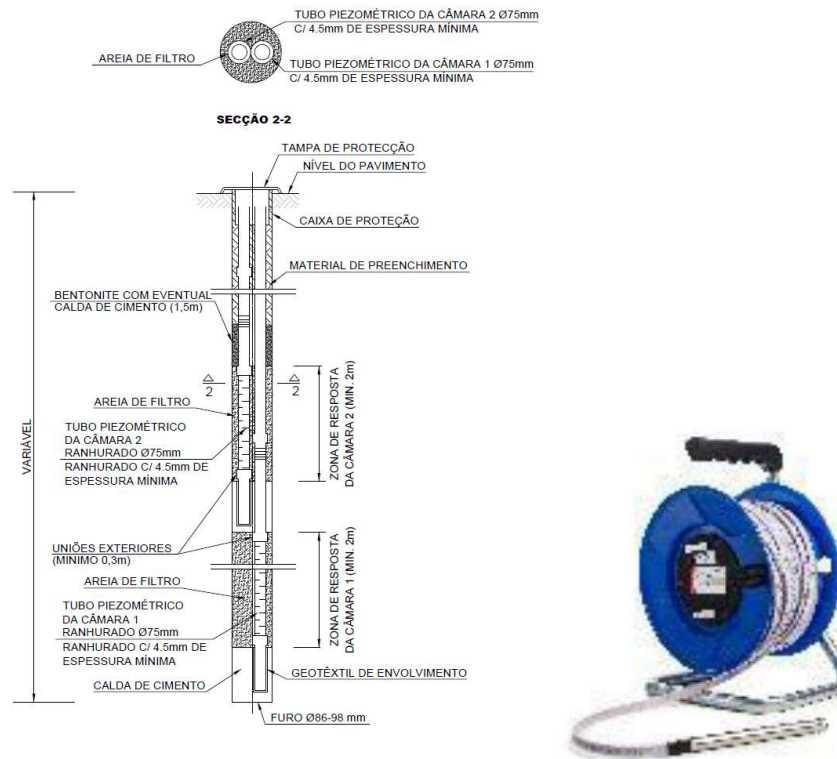 TUBO PIEZOMÉTRICO DA CÂMARA 2 Ø75mm
C/ 4.5mm DE ESPESSURA MÍNIMA
AREIA DE FILTRO
TUBO PIEZOMÉTRICO DA CÂMARA 1 Ø75mm
C/ 4.5mm DE ESPESSURA MÍNIMA
SECÇÃO 2-2
TAMPA DE PROTECÇÃO
NÍVEL DO PAVIMENTO
CAIXA DE PROTEÇÃO
MATERIAL DE PREENCHIMENTO
BENTONITE COM EVENTUAL
CALDA DE CIMENTO (1,5m)
2
2
AREIA DE FILTRO
TUBO PIEZOMÉTRICO
DA CÂMARA 2
RANHURADO Ø75mm
RANHURADO C/ 4.5mm DE
ESPESSURA MÍNIMA
ZONA DE RESPOSTA
DA CÂMARA 2 (MIN. 2m)
VARIÁVEL
UNIÕES EXTERIORES
(MINIMO 0,3m)
AREIA DE FILTRO
TUBO PIEZOMÉTRICO
DA CÂMARA 1
RANHURADO Ø75mm
RANHURADO C/ 4.5mm DE
ESPESSURA MÍNIMA
ZONA DE RESPOSTA
DA CÂMARA 1 (MIN. 2m)
CALDA DE CIMENTO
GEOTÊXTIL DE ENVOLVIMENTO
FURO Ø86-98 mm